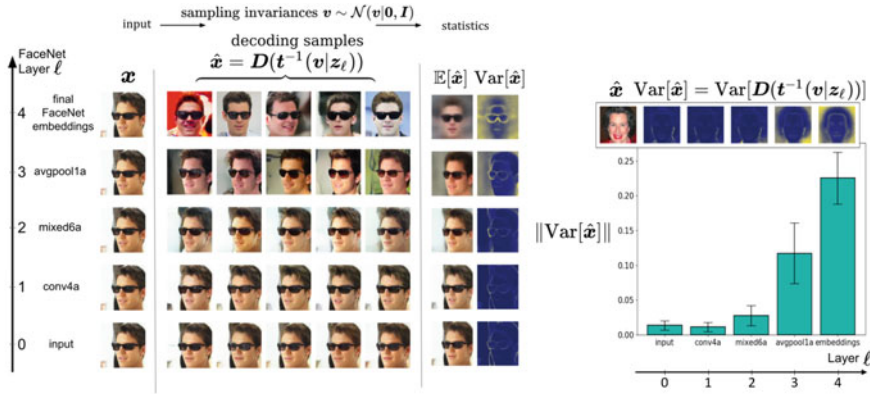 input
sampling invariances v ∼ N(v|0, I)
statistics
FaceNet
Layer ℓ
x
decoding samples
x̂ = D(t⁻¹(v|z_ℓ))
𝔼[x̂] Var[x̂]
4
final
FaceNet
embeddings
3
avgpool1a
2
mixed6a
1
conv4a
0
input
x̂ Var[x̂] = Var[D(t⁻¹(v|z_ℓ))]
‖Var[x̂]‖
0.25
0.20
0.15
0.10
0.05
0.00
input conv4a mixed6a avgpool1a embeddings
Layer ℓ
0 1 2 3 4